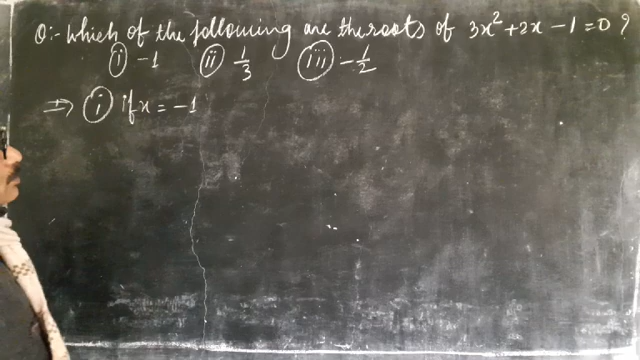 Q:- which of the following are the roots of 3x² + 2x - 1 = 0 ?
(i) -1 (ii) 1/3 (iii) -1/2
⇒ (i) if x = -1